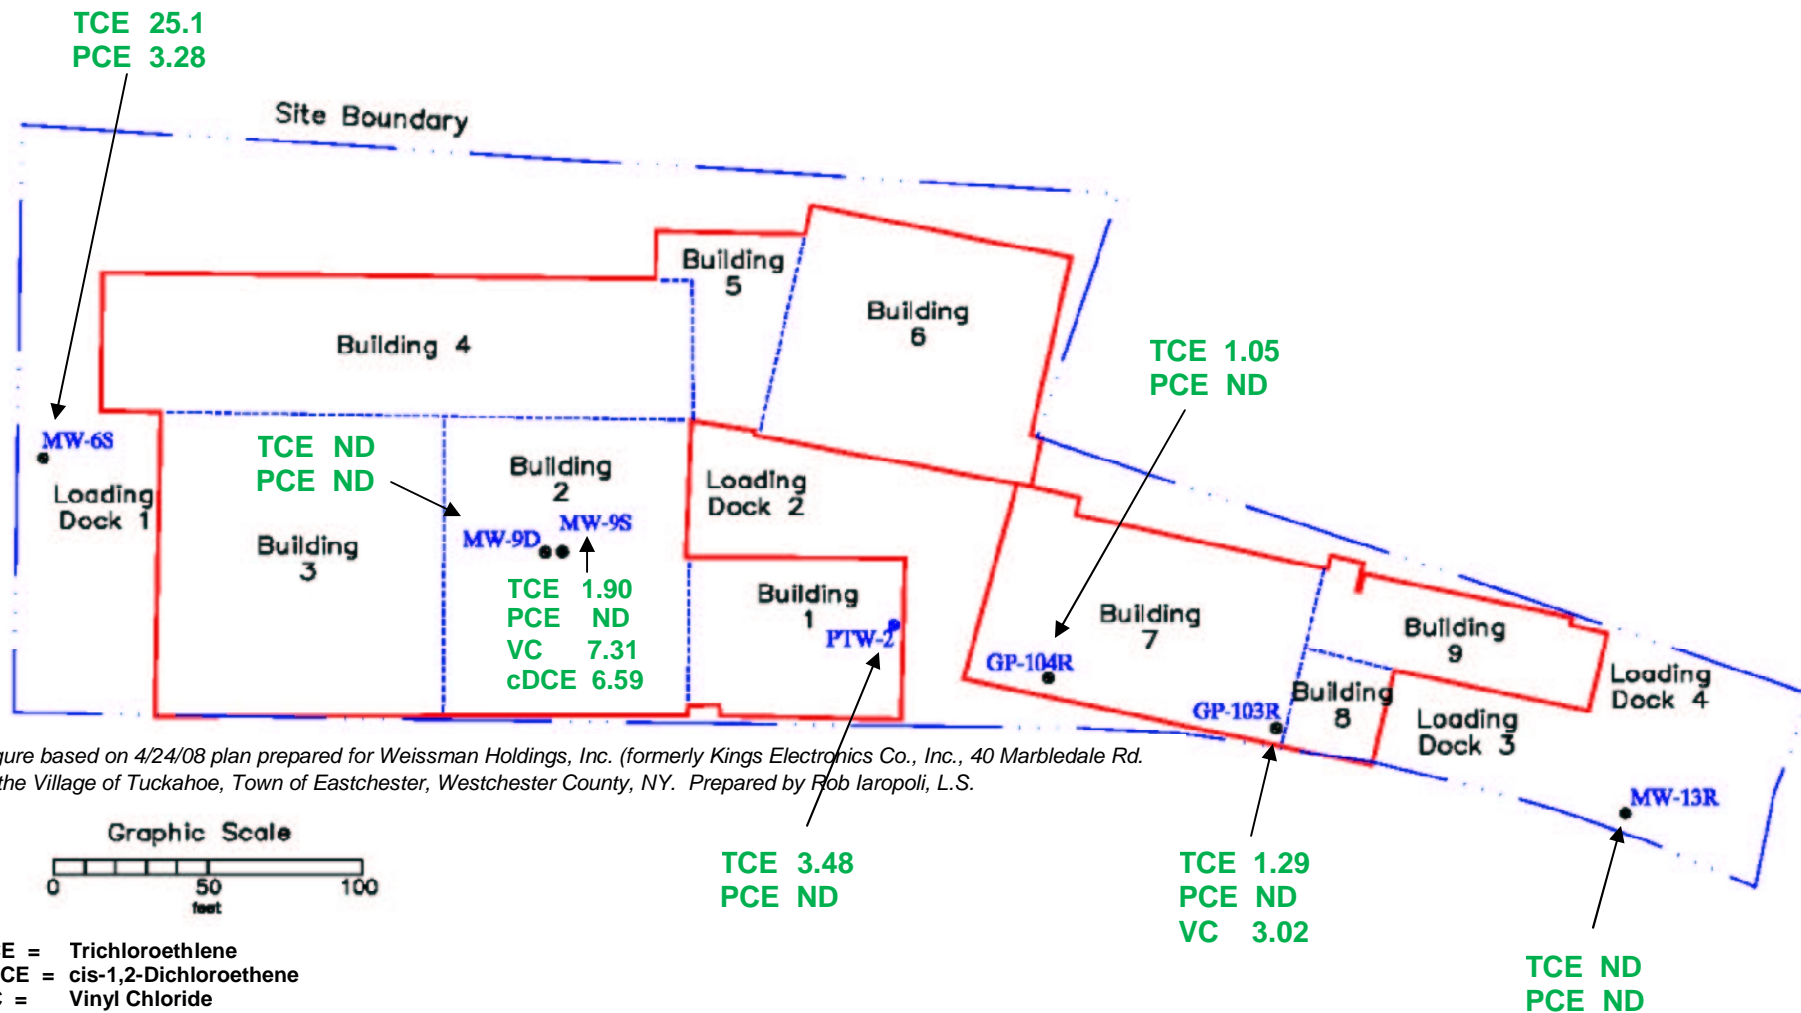 TCE 25.1
PCE 3.28
Site Boundary
Building
5
Building
6
Building 4
TCE 1.05
PCE ND
MW-6S
TCE ND
PCE ND
Building
2
Loading
Dock 1
Loading
Dock 2
MW-9S
MW-9D
Building
3
TCE 1.90
PCE ND
VC 7.31
cDCE 6.59
Building
1
PTW-2
Building
7
GP-104R
Building
9
Building
8
GP-103R
Loading
Dock 4
Loading
Dock 3
based on 4/24/08 plan prepared for Weissman Holdings, Inc. (formerly Kings Electronics Co., Inc., 40 Marbledale Rd.
the Village of Tuckahoe, Town of Eastchester, Westchester County, NY. Prepared by Rob Iaropoli, L.S.
MW-13R
Graphic Scale
0 50 100
feet
TCE 3.48
PCE ND
TCE 1.29
PCE ND
VC 3.02
TCE ND
PCE ND
= Trichloroethlene
= cis-1,2-Dichloroethene
= Vinyl Chloride